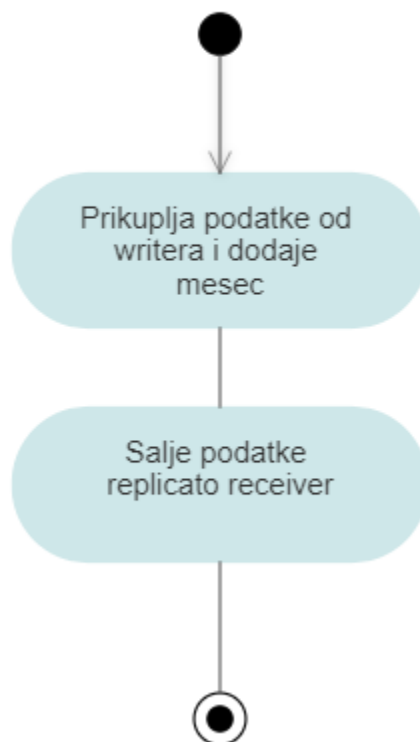 Prikuplja podatke od
writera i dodaje
mesec
Salje podatke
replicato receiver